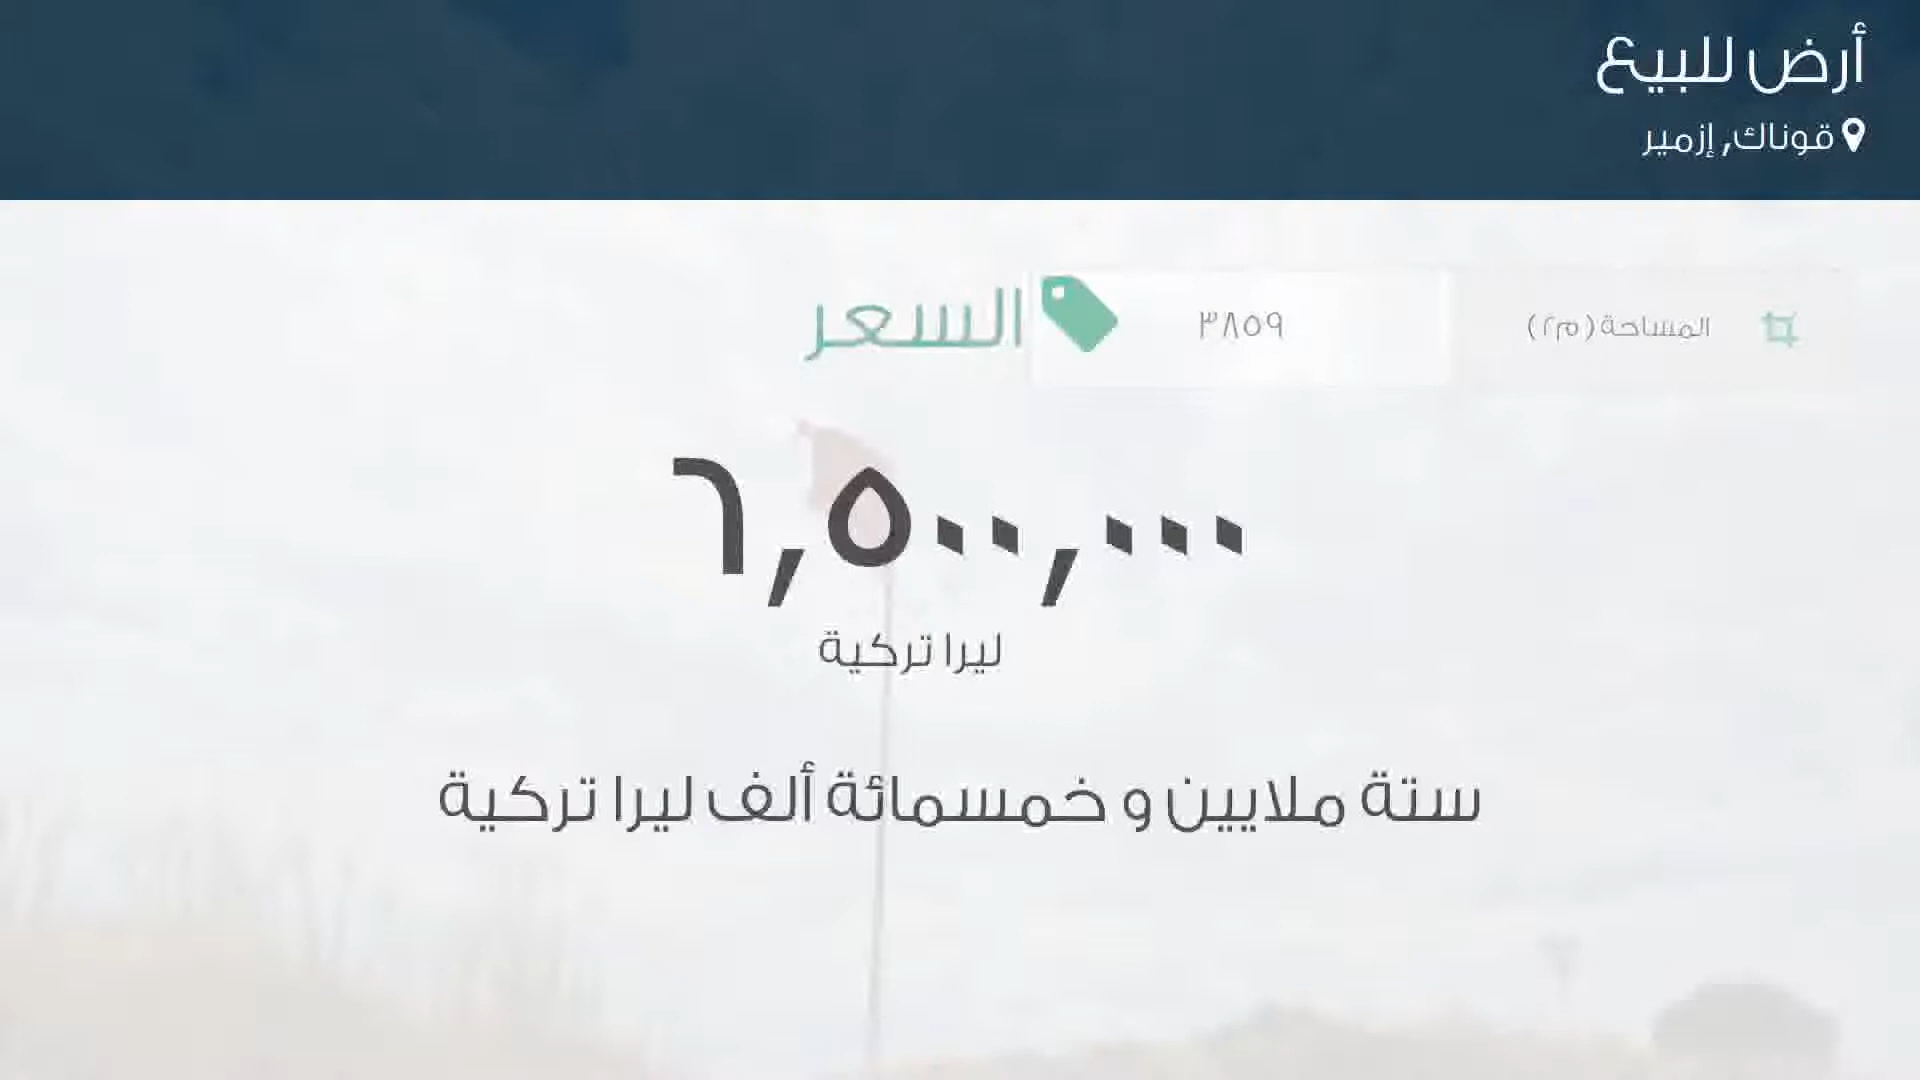 أرض للبيع
قوناك, إزمير
المساحة (م٢) ٣٨٥٩
السعر
٦,٥٠٠,٠٠٠
ليرا تركية
ستة ملايين و خمسمائة ألف ليرا تركية